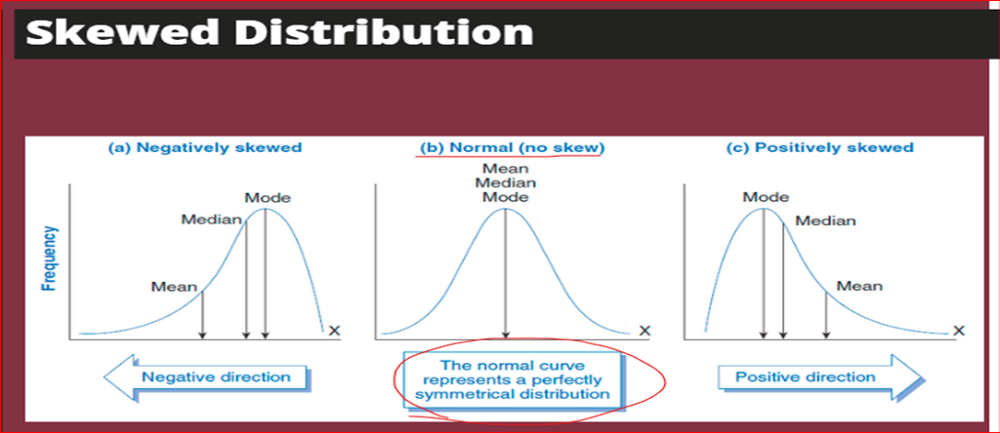 Skewed Distribution
(a) Negatively skewed
(b) Normal (no skew)
(c) Positively skewed
Frequency
Mode
Median
Mean
X
Mean
Median
Mode
X
Mode
Median
Mean
X
Negative direction
The normal curve
represents a perfectly
symmetrical distribution
Positive direction